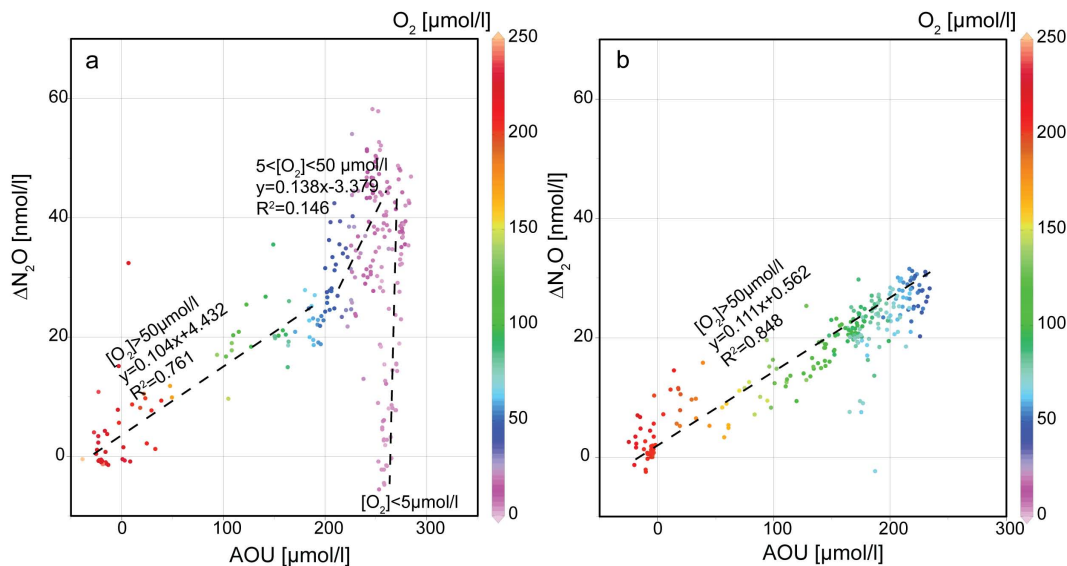 O₂ [µmol/l]
a
60
40
20
0
ΔN₂O [nmol/l]
5<[O₂]<50 µmol/l
y=0.138x-3.379
R²=0.146
[O₂]>50µmol/l
y=0.104x+4.432
R²=0.761
[O₂]<5µmol/l
0
100
200
300
AOU [µmol/l]
250
200
150
100
50
0
O₂ [µmol/l]
b
60
40
20
0
ΔN₂O [nmol/l]
[O₂]>50µmol/l
y=0.111x+0.562
R²=0.848
0
100
200
300
AOU [µmol/l]
250
200
150
100
50
0